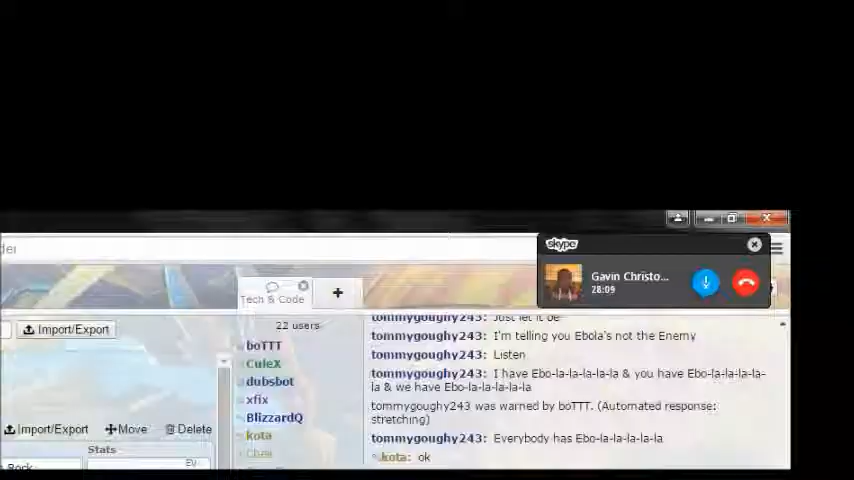 der
skype
Gavin Christo...
28:09
Tech & Code
Import/Export
22 users
boTTT
CuleX
dubsbot
xfix
BlizzardQ
kota
tommygoughy243: Just let it be
tommygoughy243: I'm telling you Ebola's not the Enemy
tommygoughy243: Listen
tommygoughy243: I have Ebo-la-la-la-la-la & you have Ebo-la-la-la-la-
la & we have Ebo-la-la-la-la-la
tommygoughy243 was warned by boTTT. (Automated response:
stretching)
tommygoughy243: Everybody has Ebo-la-la-la-la-la
%kota: ok
Import/Export Move Delete
Stats
Rock
EV